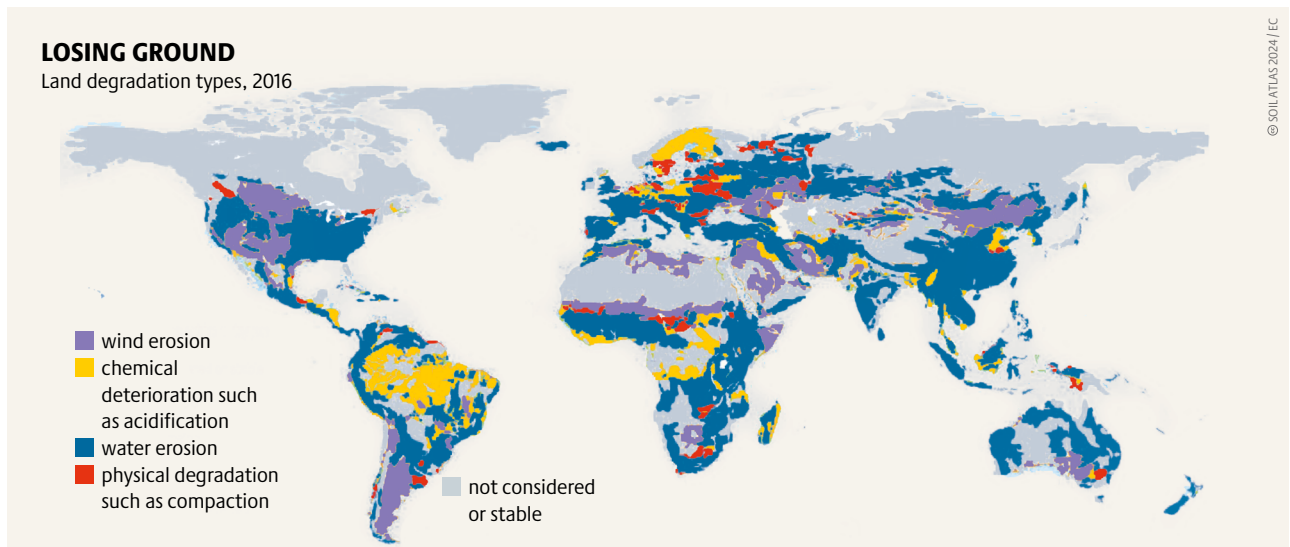 LOSING GROUND
Land degradation types, 2016
wind erosion
chemical
deterioration such
as acidification
water erosion
physical degradation
such as compaction
not considered
or stable
© SOILATLAS 2024 / EC